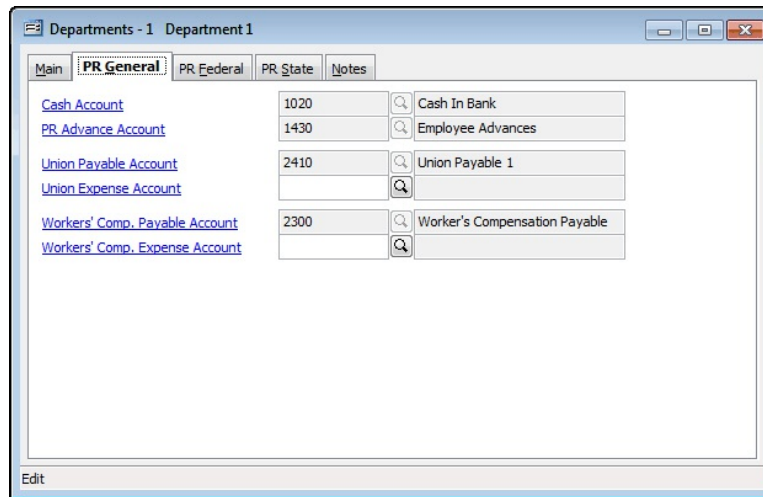 Departments - 1 Department 1
Main PR General PR Federal PR State Notes
Cash Account 1020 Cash In Bank
PR Advance Account 1430 Employee Advances
Union Payable Account 2410 Union Payable 1
Union Expense Account
Workers' Comp. Payable Account 2300 Worker's Compensation Payable
Workers' Comp. Expense Account
Edit